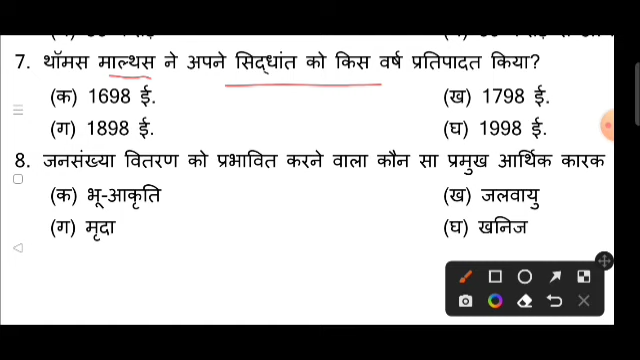 7. थॉमस माल्थस ने अपने सिद्धांत को किस वर्ष प्रतिपादत किया?
(क) 1698 ई. (ख) 1798 ई.
(ग) 1898 ई. (घ) 1998 ई.
8. जनसंख्या वितरण को प्रभावित करने वाला कौन सा प्रमुख आर्थिक कारक
(क) भू-आकृति (ख) जलवायु
(ग) मृदा (घ) खनिज